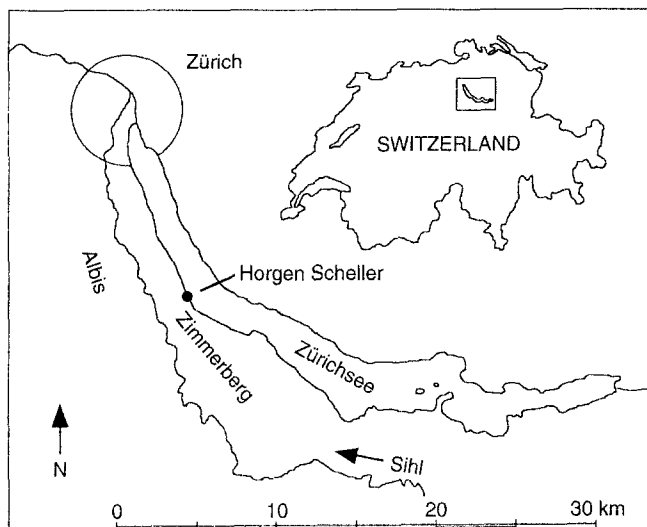 Zürich
SWITZERLAND
Albis
Horgen Scheller
Zimmerberg
Zürichsee
N
Sihl
0 10 20 30 km